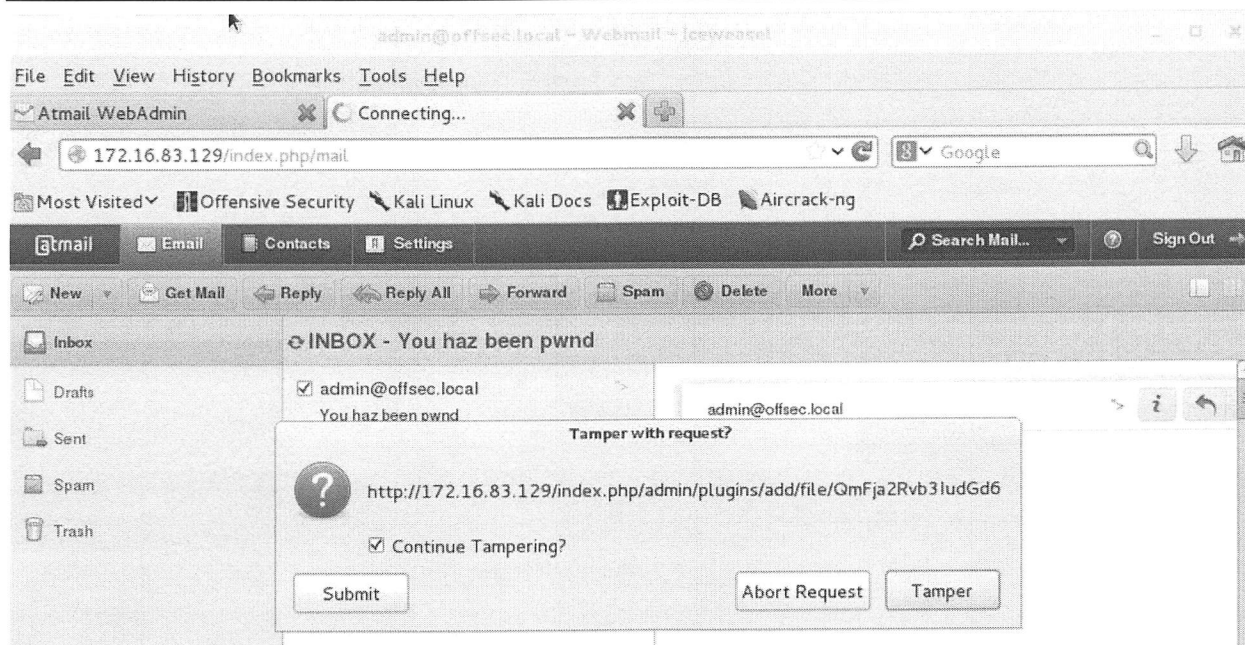 admin@offsec.local - Webmail - Iceweasel
File Edit View History Bookmarks Tools Help
Atmail WebAdmin
Connecting...
172.16.83.129/index.php/mail
Google
Most Visited Offensive Security Kali Linux Kali Docs Exploit-DB Aircrack-ng
@tmail Email Contacts Settings Search Mail... Sign Out
New Get Mail Reply Reply All Forward Spam Delete More
Inbox
INBOX - You haz been pwnd
Drafts
admin@offsec.local
You haz been pwnd
admin@offsec.local
Sent
Spam
Trash
Tamper with request?
http://172.16.83.129/index.php/admin/plugins/add/file/QmFja2Rvb3IudGd6
Continue Tampering?
Submit Abort Request Tamper